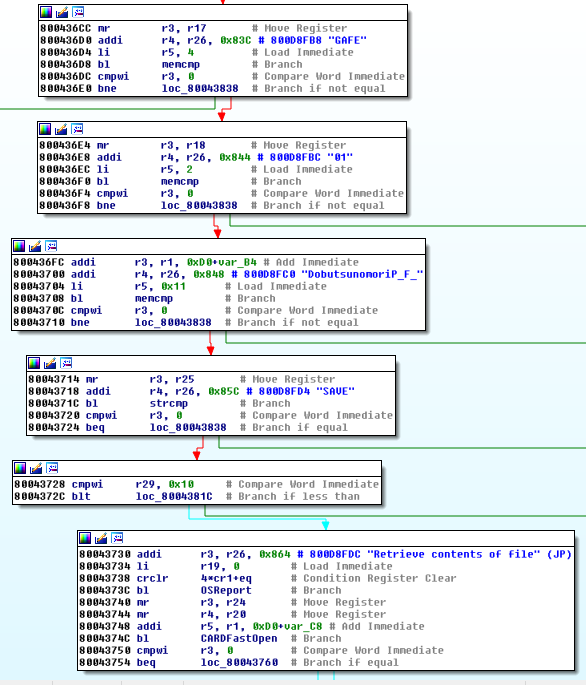 800436CC mr r3, r17 # Move Register
800436D0 addi r4, r26, 0x83C # 800D8FB8 "GAFE"
800436D4 li r5, 4 # Load Immediate
800436D8 bl memcmp # Branch
800436DC cmpwi r3, 0 # Compare Word Immediate
800436E0 bne loc_80043838 # Branch if not equal
800436E4 mr r3, r18 # Move Register
800436E8 addi r4, r26, 0x844 # 800D8FBC "01"
800436EC li r5, 2 # Load Immediate
800436F0 bl memcmp # Branch
800436F4 cmpwi r3, 0 # Compare Word Immediate
800436F8 bne loc_80043838 # Branch if not equal
800436FC addi r3, r1, 0xD0+var_B4 # Add Immediate
80043700 addi r4, r26, 0x848 # 800D8FC0 "DobutsunomoriP_F_"
80043704 li r5, 0x11 # Load Immediate
80043708 bl memcmp # Branch
8004370C cmpwi r3, 0 # Compare Word Immediate
80043710 bne loc_80043838 # Branch if not equal
80043714 mr r3, r25 # Move Register
80043718 addi r4, r26, 0x85C # 800D8FD4 "SAVE"
8004371C bl strcmp # Branch
80043720 cmpwi r3, 0 # Compare Word Immediate
80043724 beq loc_80043838 # Branch if equal
80043728 cmpwi r29, 0x10 # Compare Word Immediate
8004372C blt loc_8004381C # Branch if less than
80043730 addi r3, r26, 0x864 # 800D8FDC "Retrieve contents of file" (JP)
80043734 li r19, 0 # Load Immediate
80043738 crclr 4*cr1+eq # Condition Register Clear
8004373C bl OSReport # Branch
80043740 mr r3, r24 # Move Register
80043744 mr r4, r20 # Move Register
80043748 addi r5, r1, 0xD0+var_C8 # Add Immediate
8004374C bl CARDFastOpen # Branch
80043750 cmpwi r3, 0 # Compare Word Immediate
80043754 beq loc_80043760 # Branch if equal